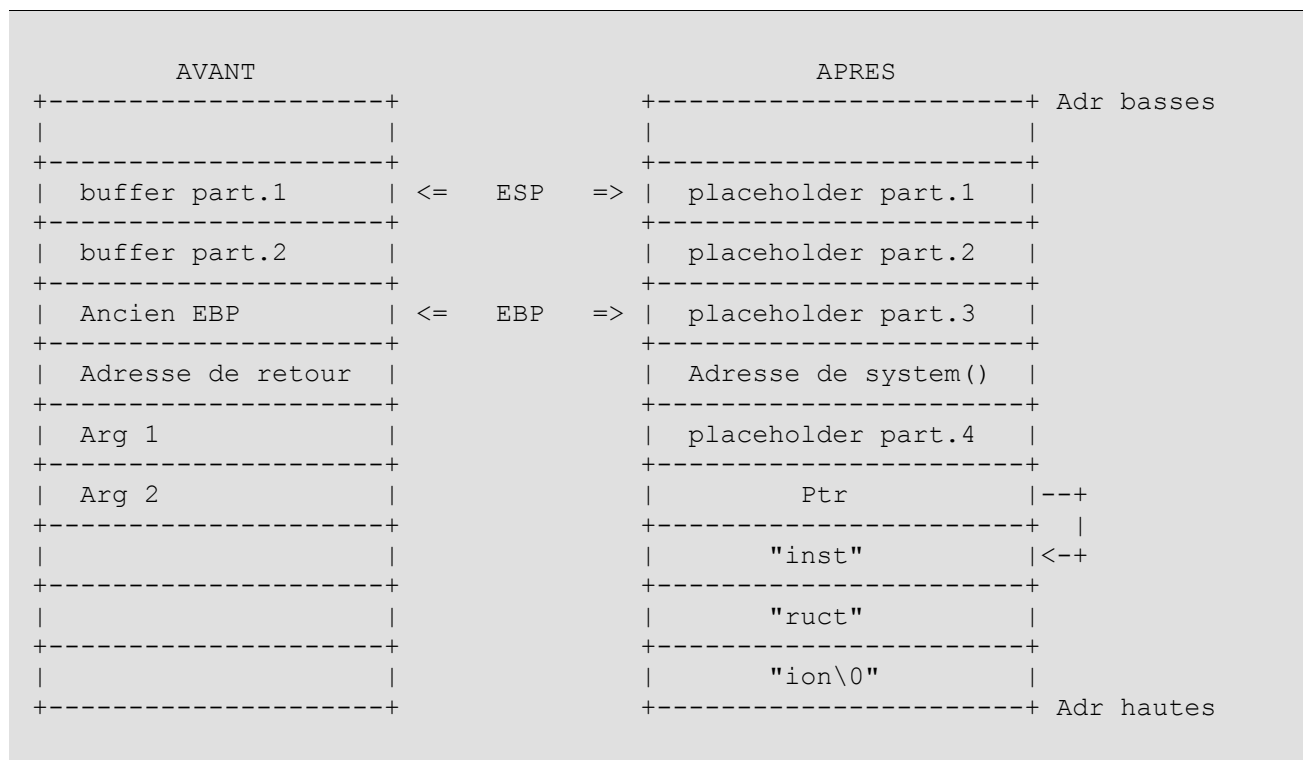 AVANT APRES
+---------------------+ +-----------------------+ Adr basses
| | | |
+---------------------+ +-----------------------+
| buffer part.1 | <= ESP => | placeholder part.1 |
+---------------------+ +-----------------------+
| buffer part.2 | | placeholder part.2 |
+---------------------+ +-----------------------+
| Ancien EBP | <= EBP => | placeholder part.3 |
+---------------------+ +-----------------------+
| Adresse de retour | | Adresse de system() |
+---------------------+ +-----------------------+
| Arg 1 | | placeholder part.4 |
+---------------------+ +-----------------------+
| Arg 2 | | Ptr |--+
+---------------------+ +-----------------------+ |
| | | "inst" |<-+
+---------------------+ +-----------------------+
| | | "ruct" |
+---------------------+ +-----------------------+
| | | "ion\0" |
+---------------------+ +-----------------------+ Adr hautes